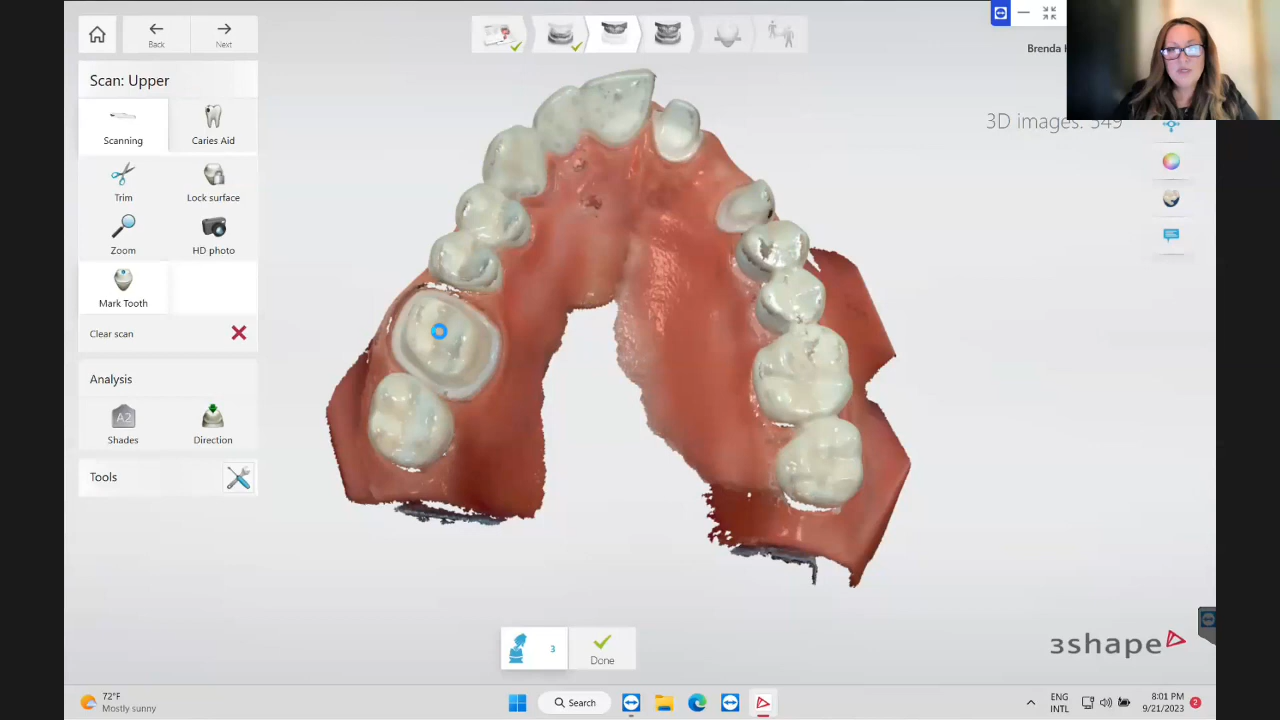 Back
Next
Scan: Upper
Scanning
Caries Aid
Trim
Lock surface
Zoom
HD photo
Mark Tooth
Clear scan
Analysis
A2
Shades
Direction
Tools
Brenda
3D images: 549
3
Done
3shape
72°F
Mostly sunny
Search
ENG
INTL
8:01 PM
9/21/2023
2